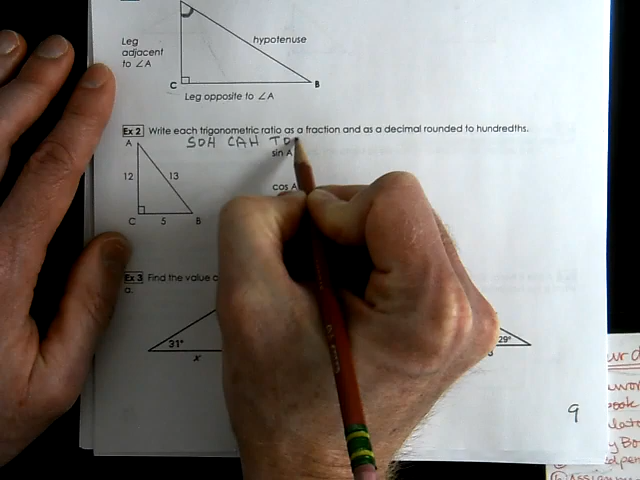 Leg
adjacent
to ∠A
hypotenuse
C
B
Leg opposite to ∠A
Ex 2 Write each trigonometric ratio as a fraction and as a decimal rounded to hundredths.
A SOH CAH TO
sin A
12 13
cos A
C 5 B
Ex 3 Find the value
a.
31°
29°
x
9